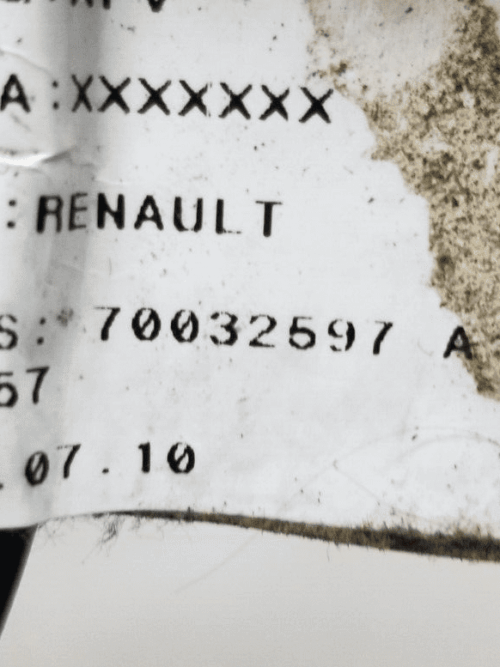 A :XXXXXXX
: RENAULT
S: 70032597 A
57
.07.10